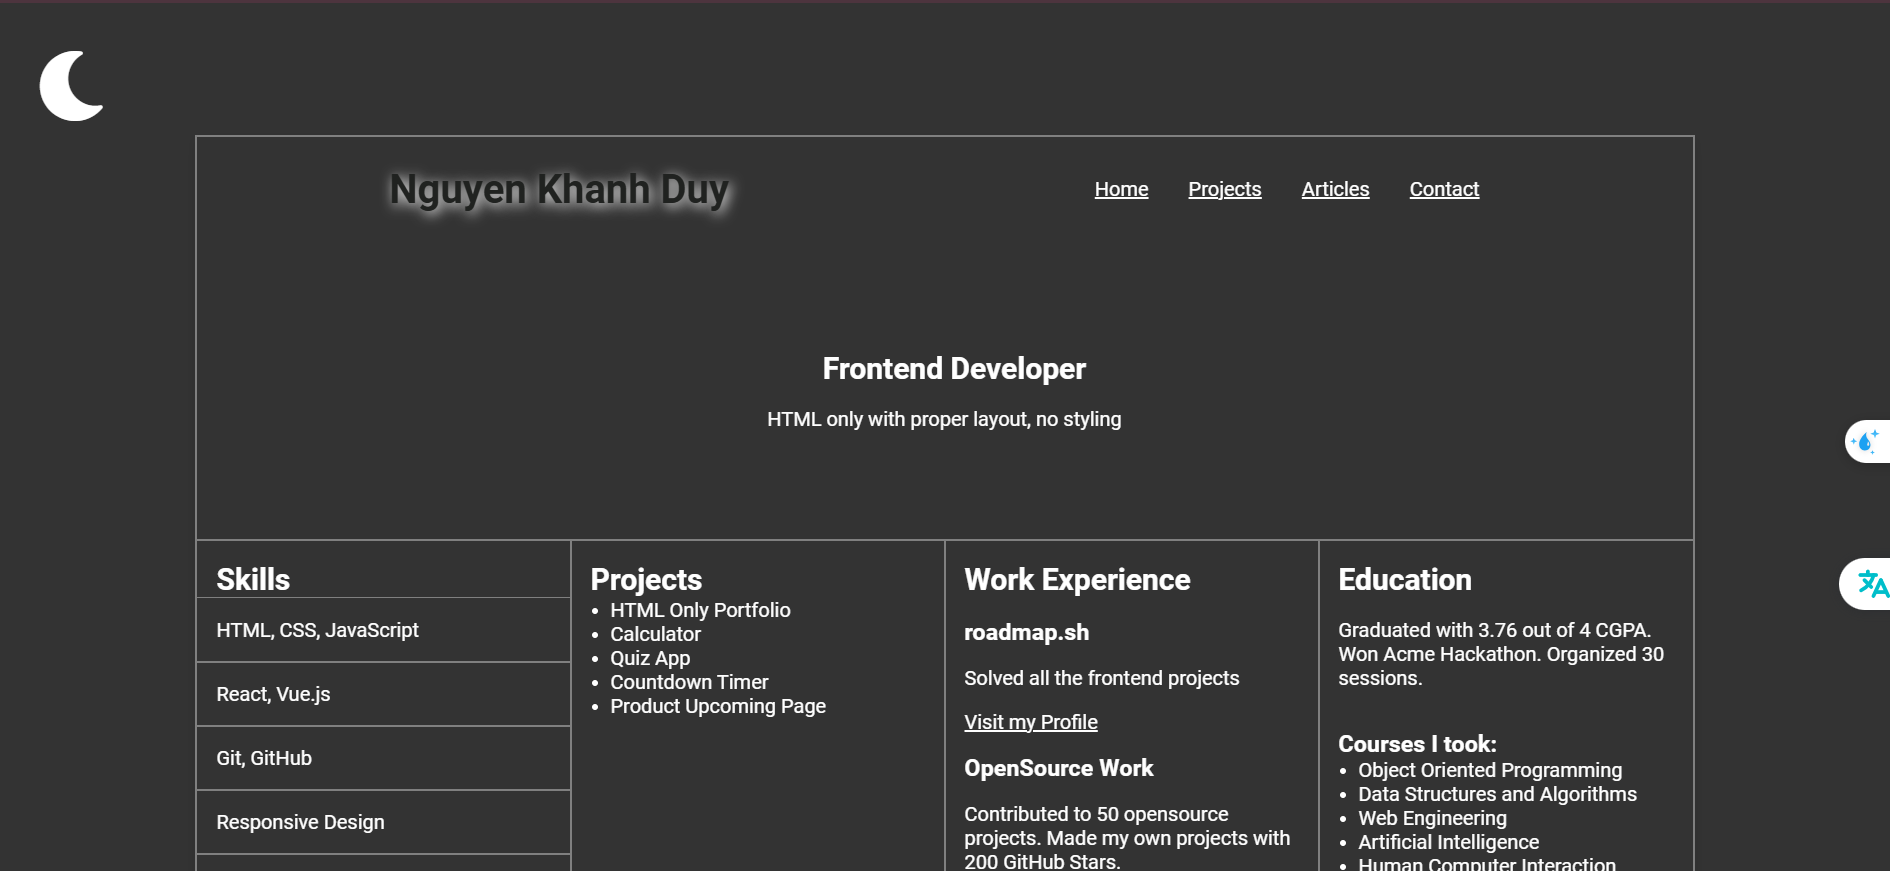 Nguyen Khanh Duy
Home Projects Articles Contact
Frontend Developer
HTML only with proper layout, no styling
Skills
HTML, CSS, JavaScript
React, Vue.js
Git, GitHub
Responsive Design
Projects
HTML Only Portfolio
Calculator
Quiz App
Countdown Timer
Product Upcoming Page
Work Experience
roadmap.sh
Solved all the frontend projects
Visit my Profile
OpenSource Work
Contributed to 50 opensource
projects. Made my own projects with
200 GitHub Stars.
Education
Graduated with 3.76 out of 4 CGPA.
Won Acme Hackathon. Organized 30
sessions.
Courses I took:
Object Oriented Programming
Data Structures and Algorithms
Web Engineering
Artificial Intelligence
Human Computer Interaction